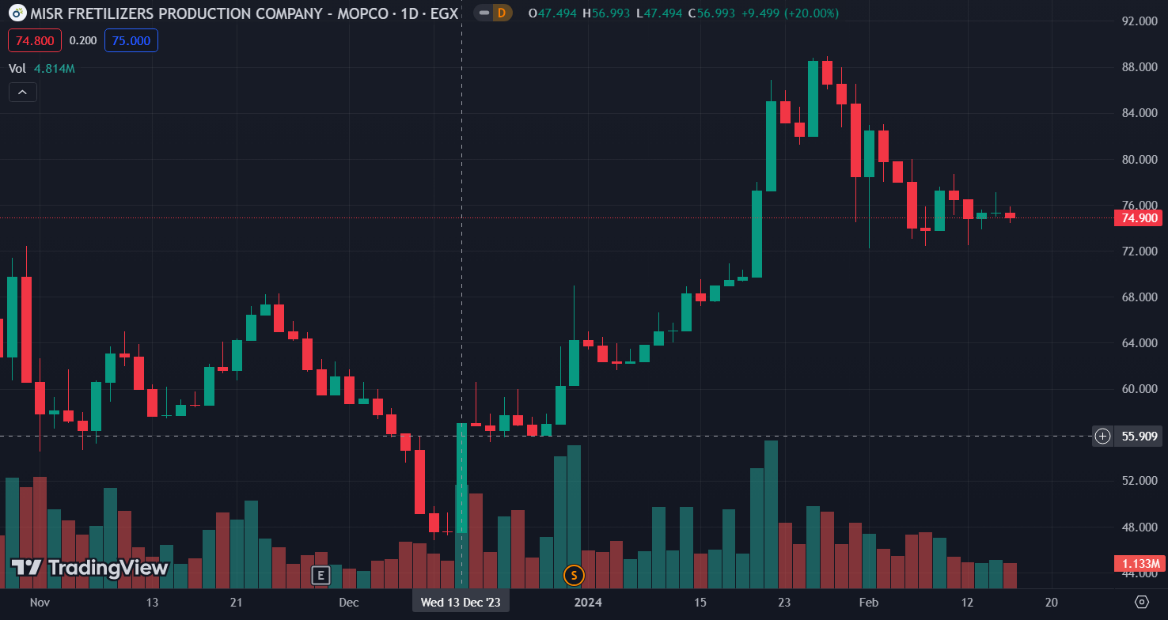 MISR FRETILIZERS PRODUCTION COMPANY - MOPCO · 1D · EGX D O47.494 H56.993 L47.494 C56.993 +9.499 (+20.00%)
74.800 0.200 75.000
Vol 4.814M
92.000
88.000
84.000
80.000
76.000
74.900
72.000
68.000
64.000
60.000
55.909
52.000
48.000
1.133M
44.000
TradingView
E
S
Nov 13 21 Dec Wed 13 Dec '23 2024 15 23 Feb 12 20